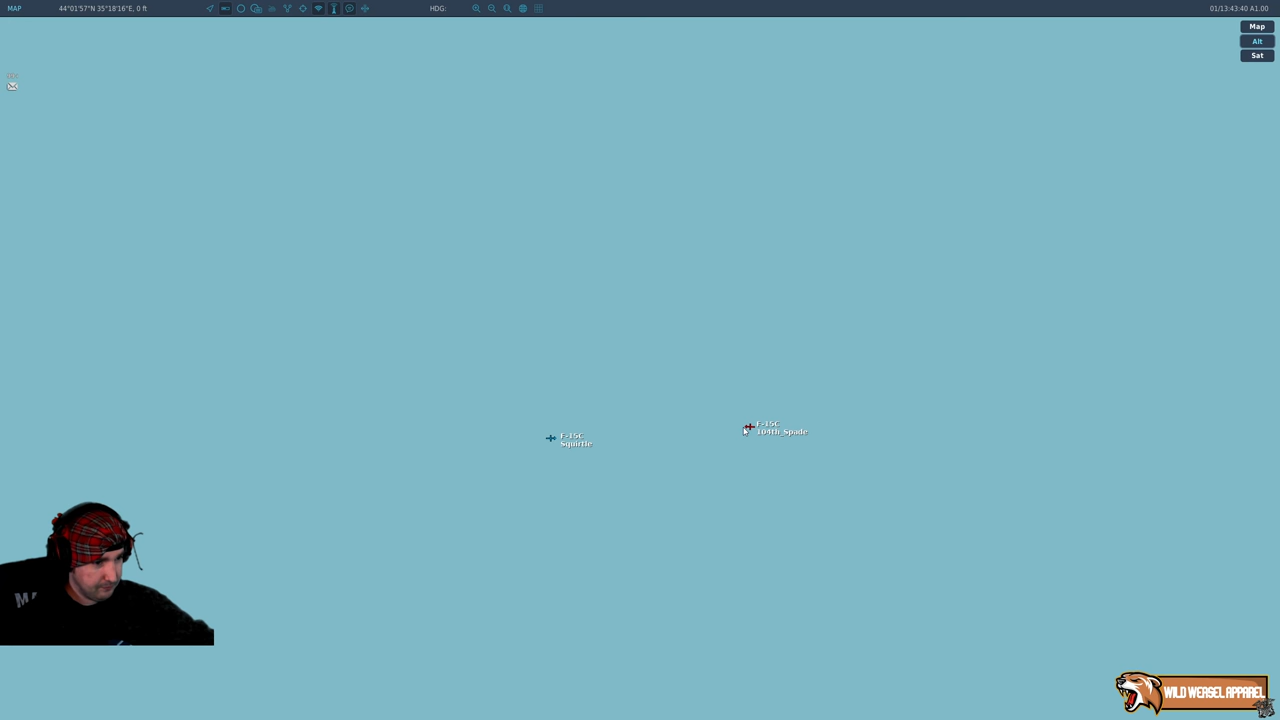 MAP 44°01'57"N 35°18'16"E, 0 ft HDG: 01/13:43:40 A1.00
Map
Alt
Sat
F-15C
104th_Spade
F-15C
Squirtle
WILD WEASEL APPAREL